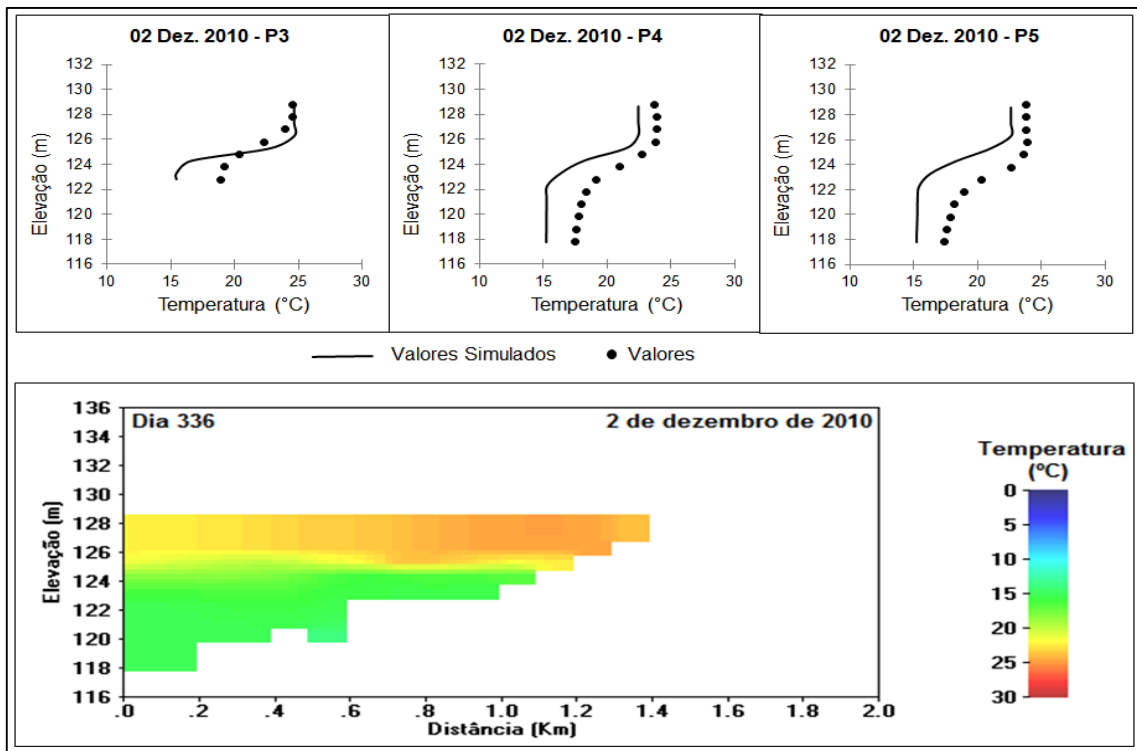 02 Dez. 2010 - P3
132
130
128
126
124
122
120
118
116
10 15 20 25 30
Elevação (m)
Temperatura (°C)
02 Dez. 2010 - P4
132
130
128
126
124
122
120
118
116
10 15 20 25 30
Elevação (m)
Temperatura (°C)
02 Dez. 2010 - P5
132
130
128
126
124
122
120
118
116
10 15 20 25 30
Elevação (m)
Temperatura (°C)
Valores Simulados Valores
Dia 336 2 de dezembro de 2010
136
134
132
130
128
126
124
122
120
118
116
.0 .2 .4 .6 .8 1.0 1.2 1.4 1.6 1.8 2.0
Elevação (m)
Distância (Km)
Temperatura
(ºC)
0
5
10
15
20
25
30